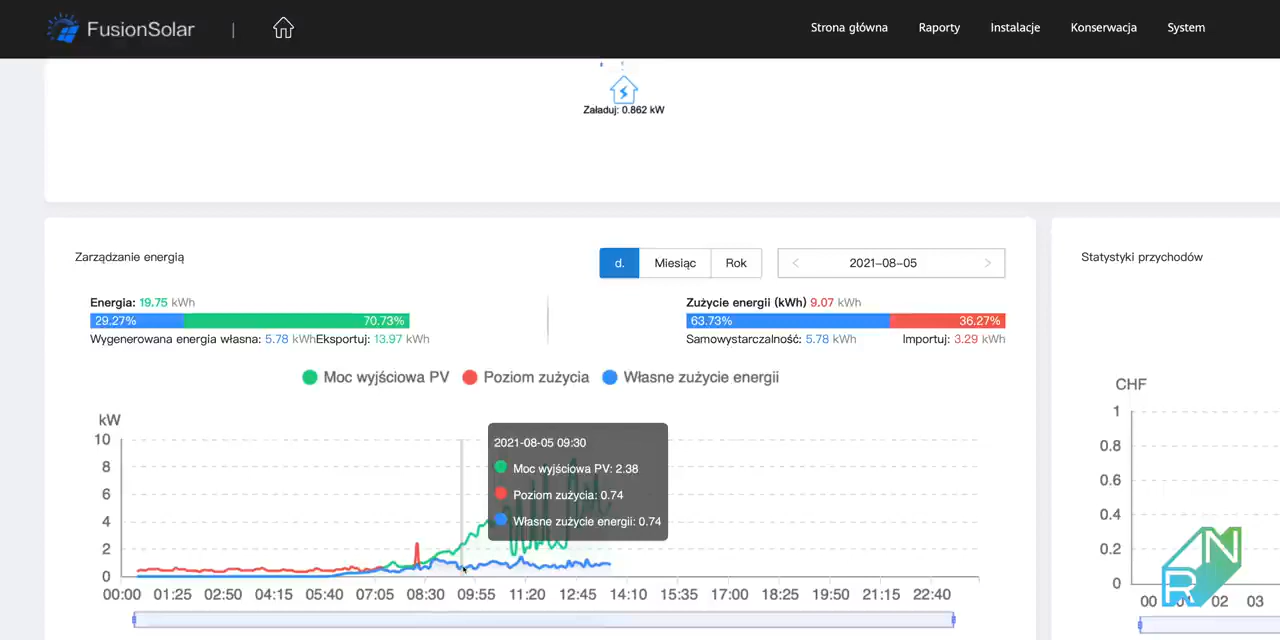 FusionSolar | Strona główna Raporty Instalacje Konserwacja System
Załaduj: 0.862 kW
Zarządzanie energią
d. Miesiąc Rok
< 2021-08-05 >
Statystyki przychodów
Energia: 19.75 kWh
29.27% 70.73%
Wygenerowana energia własna: 5.78 kWhEksportuj: 13.97 kWh
Zużycie energii (kWh) 9.07 kWh
63.73% 36.27%
Samowystarczalność: 5.78 kWh Importuj: 3.29 kWh
Moc wyjściowa PV Poziom zużycia Własne zużycie energii
kW
10
8
6
4
2
0
00:00 01:25 02:50 04:15 05:40 07:05 08:30 09:55 11:20 12:45 14:10 15:35 17:00 18:25 19:50 21:15 22:40
2021-08-05 09:30
Moc wyjściowa PV: 2.38
Poziom zużycia: 0.74
Własne zużycie energii: 0.74
CHF
1
0.8
0.6
0.4
0.2
0
00 01 02 03
RN